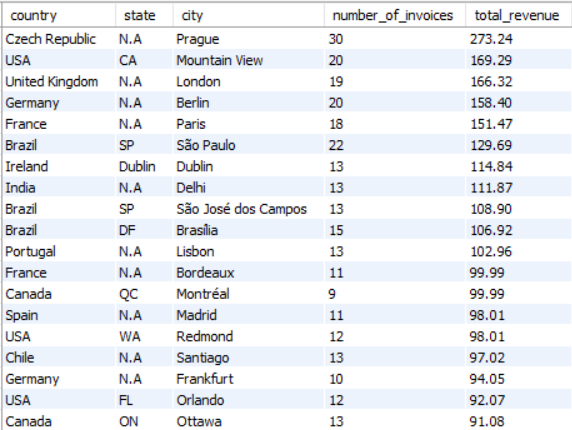 country state city number_of_invoices total_revenue
Czech Republic N.A Prague 30 273.24
USA CA Mountain View 20 169.29
United Kingdom N.A London 19 166.32
Germany N.A Berlin 20 158.40
France N.A Paris 18 151.47
Brazil SP São Paulo 22 129.69
Ireland Dublin Dublin 13 114.84
India N.A Delhi 13 111.87
Brazil SP São José dos Campos 13 108.90
Brazil DF Brasília 15 106.92
Portugal N.A Lisbon 13 102.96
France N.A Bordeaux 11 99.99
Canada QC Montréal 9 99.99
Spain N.A Madrid 11 98.01
USA WA Redmond 12 98.01
Chile N.A Santiago 13 97.02
Germany N.A Frankfurt 10 94.05
USA FL Orlando 12 92.07
Canada ON Ottawa 13 91.08